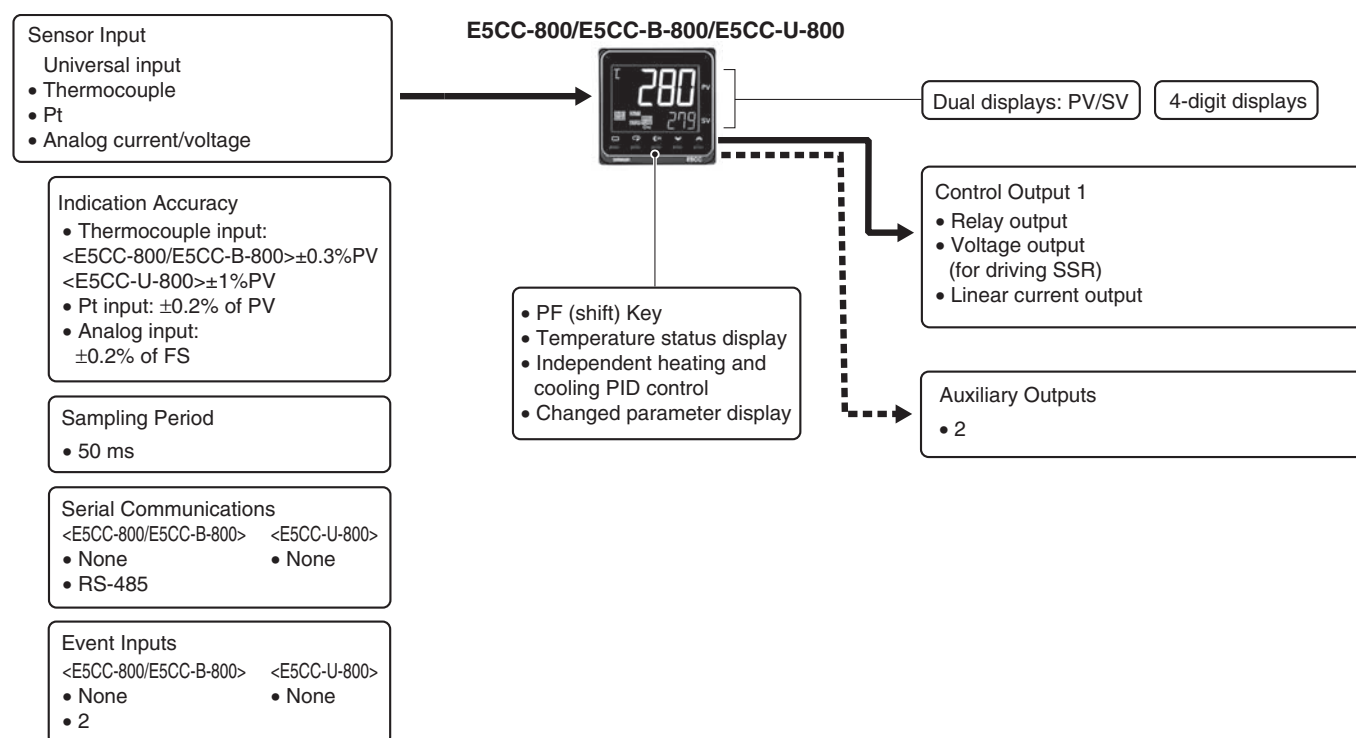 E5CC-800/E5CC-B-800/E5CC-U-800
Sensor Input
Universal input
• Thermocouple
• Pt
• Analog current/voltage
280
PV
279
SV
E5CC
Dual displays: PV/SV
4-digit displays
Indication Accuracy
• Thermocouple input:
<E5CC-800/E5CC-B-800>±0.3%PV
<E5CC-U-800>±1%PV
• Pt input: ±0.2% of PV
• Analog input:
±0.2% of FS
Control Output 1
• Relay output
• Voltage output
(for driving SSR)
• Linear current output
• PF (shift) Key
• Temperature status display
• Independent heating and
cooling PID control
• Changed parameter display
Auxiliary Outputs
• 2
Sampling Period
• 50 ms
Serial Communications
<E5CC-800/E5CC-B-800> <E5CC-U-800>
• None • None
• RS-485
Event Inputs
<E5CC-800/E5CC-B-800> <E5CC-U-800>
• None • None
• 2